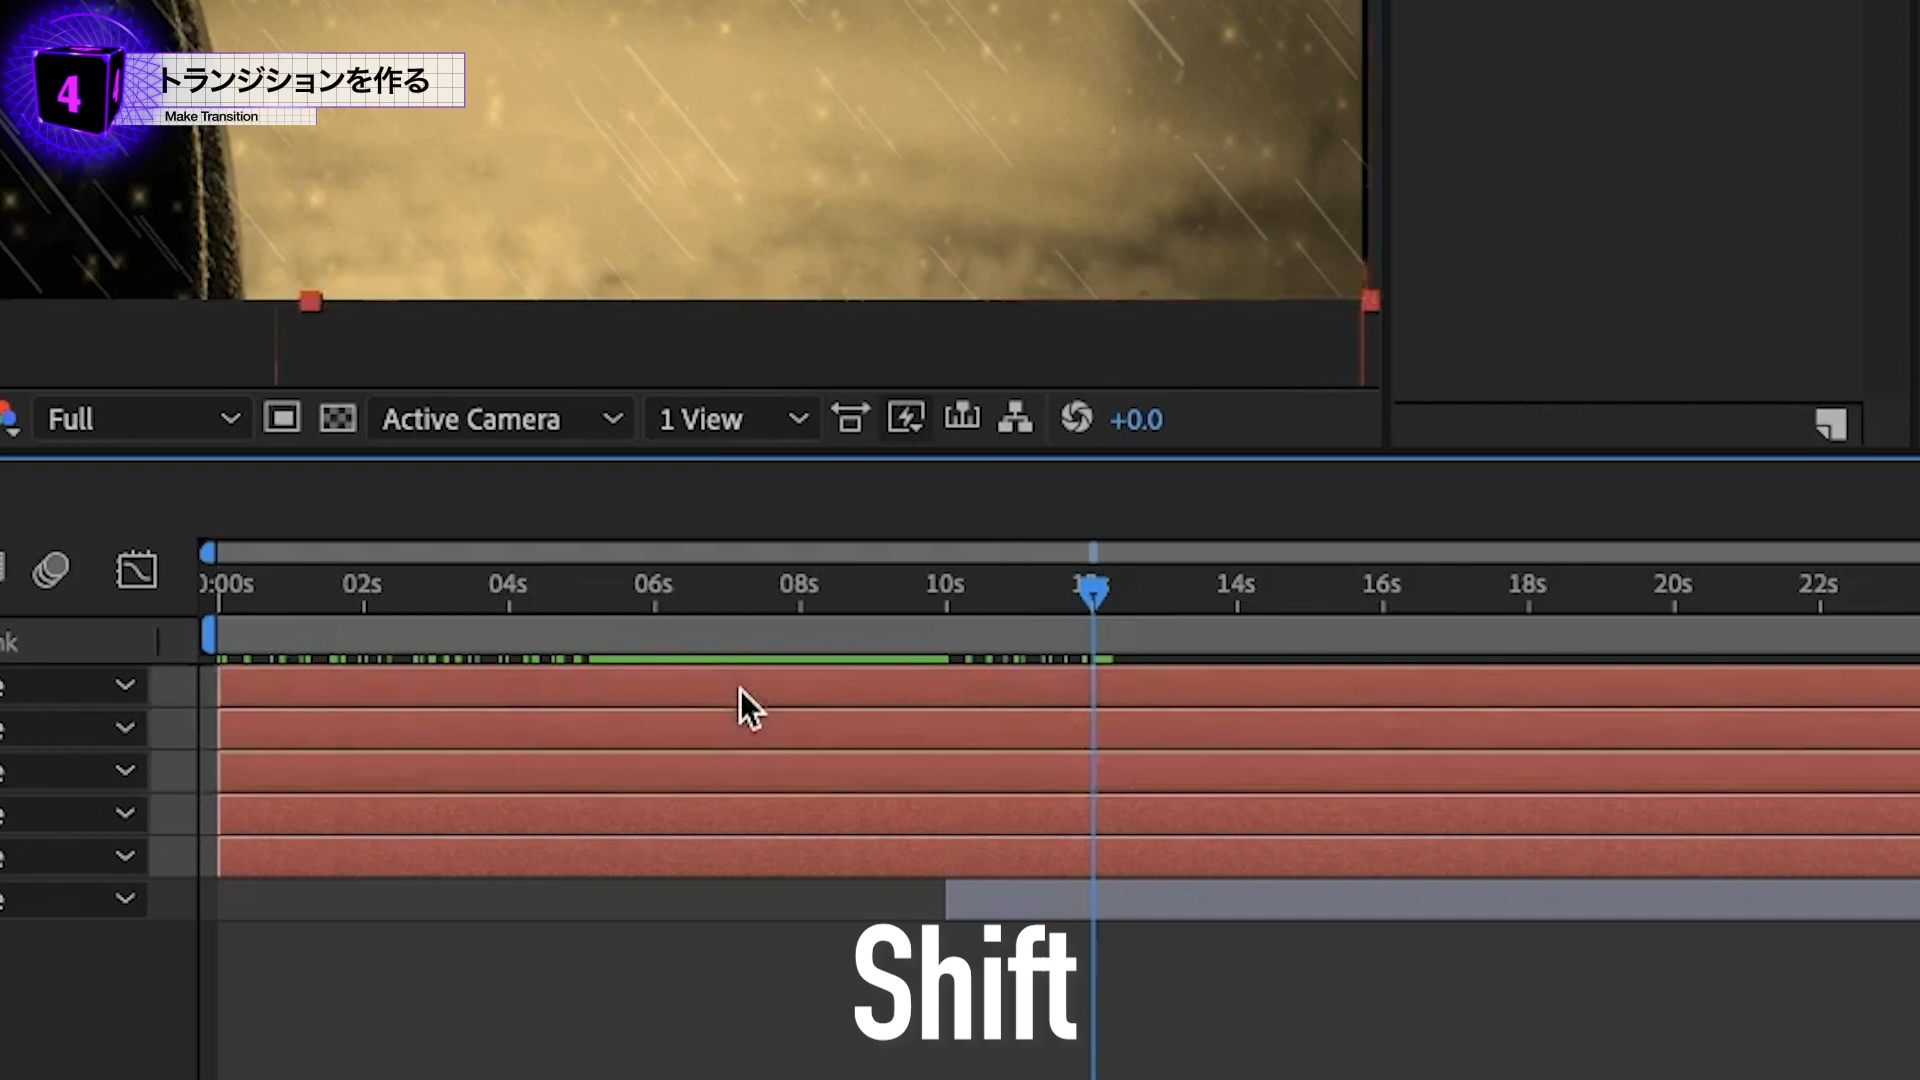 4
トランジションを作る
Make Transition
Full
Active Camera
1 View
+0.0
0:00s 02s 04s 06s 08s 10s 14s 16s 18s 20s 22s
Shift